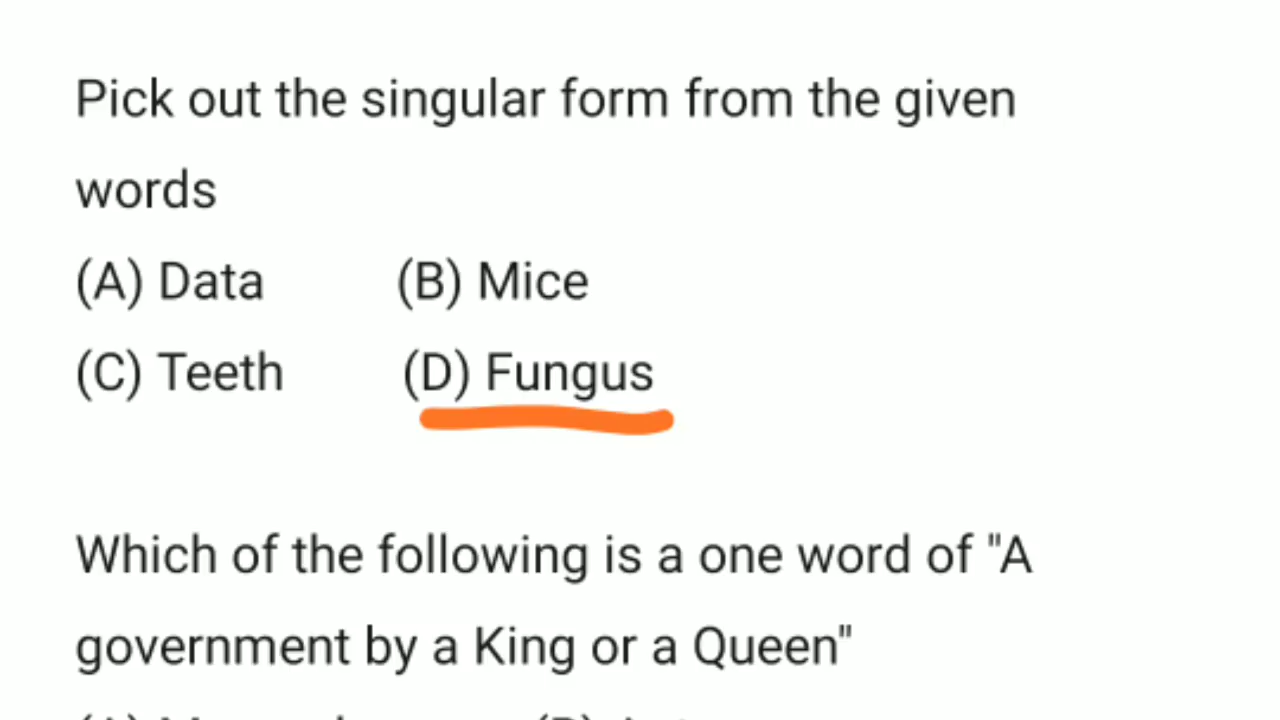 Pick out the singular form from the given
words
(A) Data (B) Mice
(C) Teeth (D) Fungus
Which of the following is a one word of "A
government by a King or a Queen"
(A) (B)